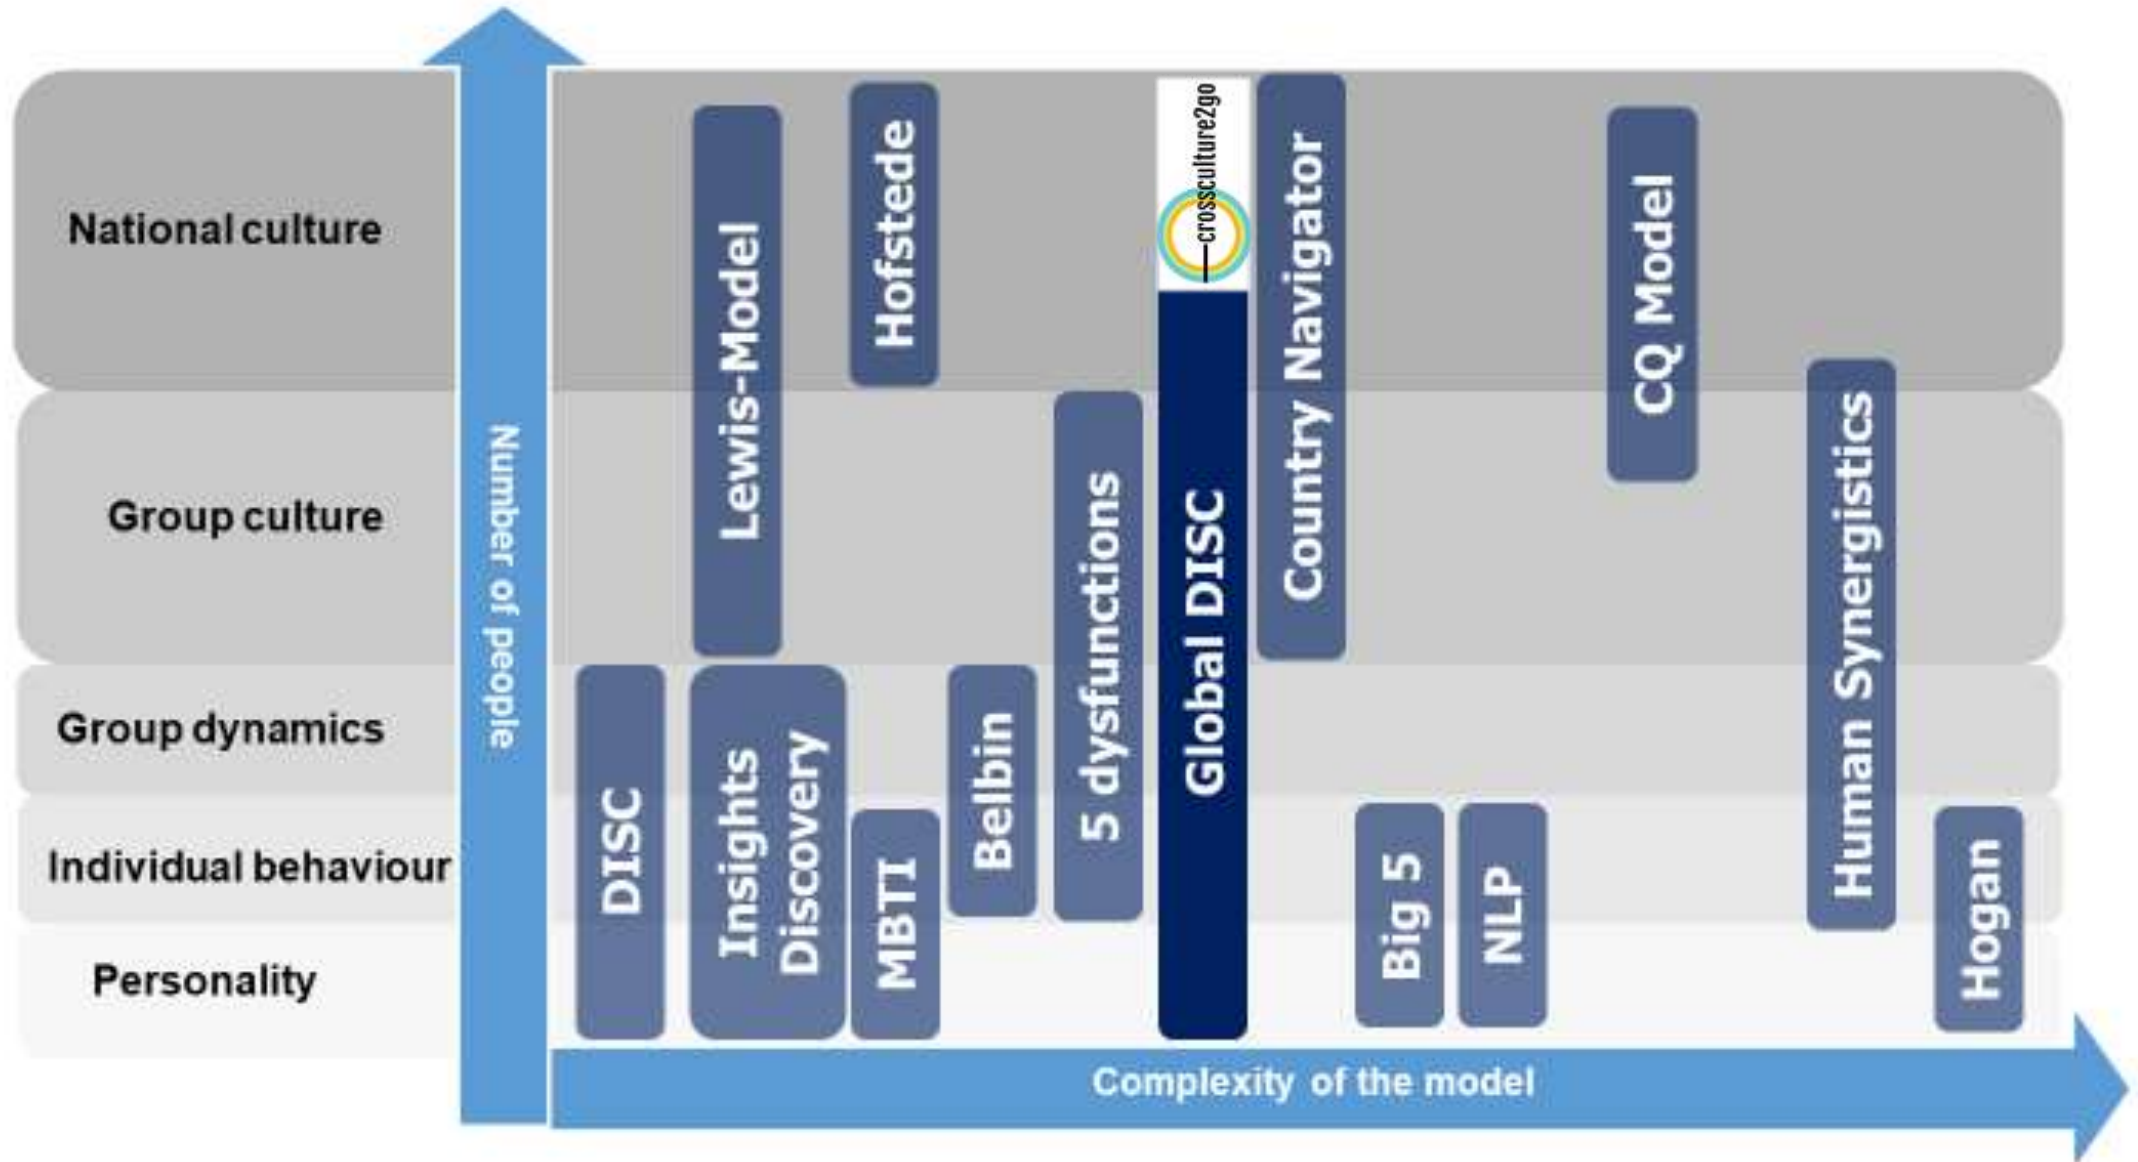 National culture
Group culture
Group dynamics
Individual behaviour
Personality
Number of people
DISC
Lewis-Model
Insights
Discovery
Hofstede
MBTI
Belbin
5 dysfunctions
crossculture2go
Global DISC
Country Navigator
Big 5
NLP
CQ Model
Human Synergistics
Hogan
Complexity of the model